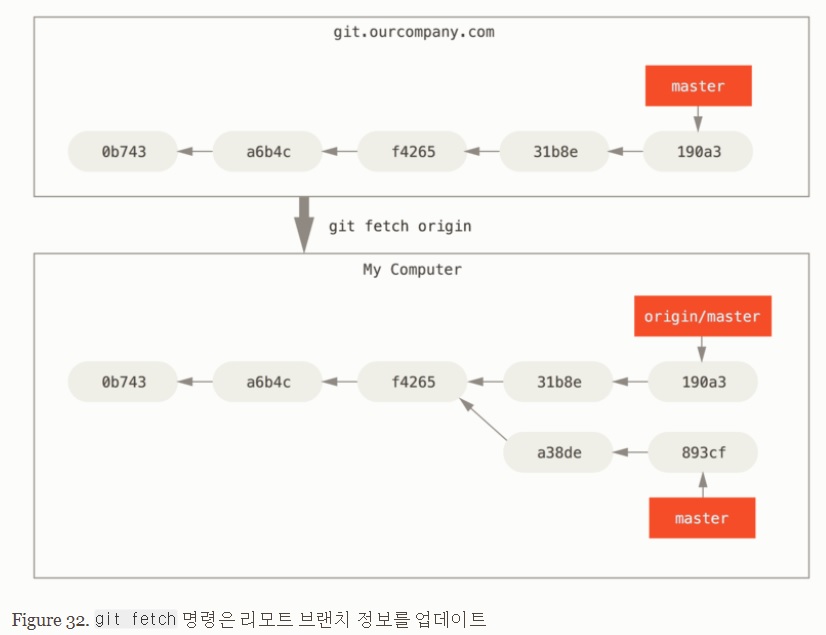 git.ourcompany.com
master
0b743 a6b4c f4265 31b8e 190a3
git fetch origin
My Computer
origin/master
0b743 a6b4c f4265 31b8e 190a3
a38de 893cf
master
Figure 32. git fetch 명령은 리모트 브랜치 정보를 업데이트